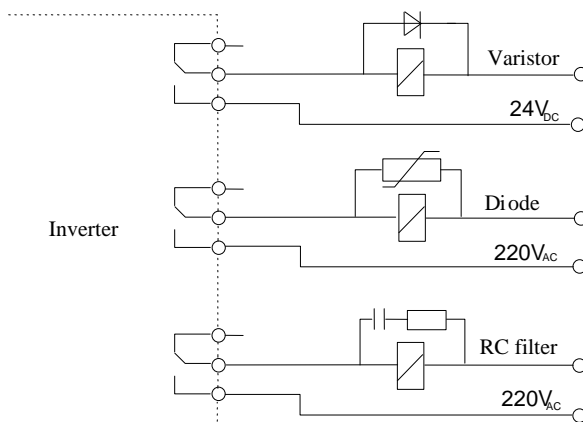 Varistor
24VDC
Diode
Inverter
220VAC
RC filter
220VAC